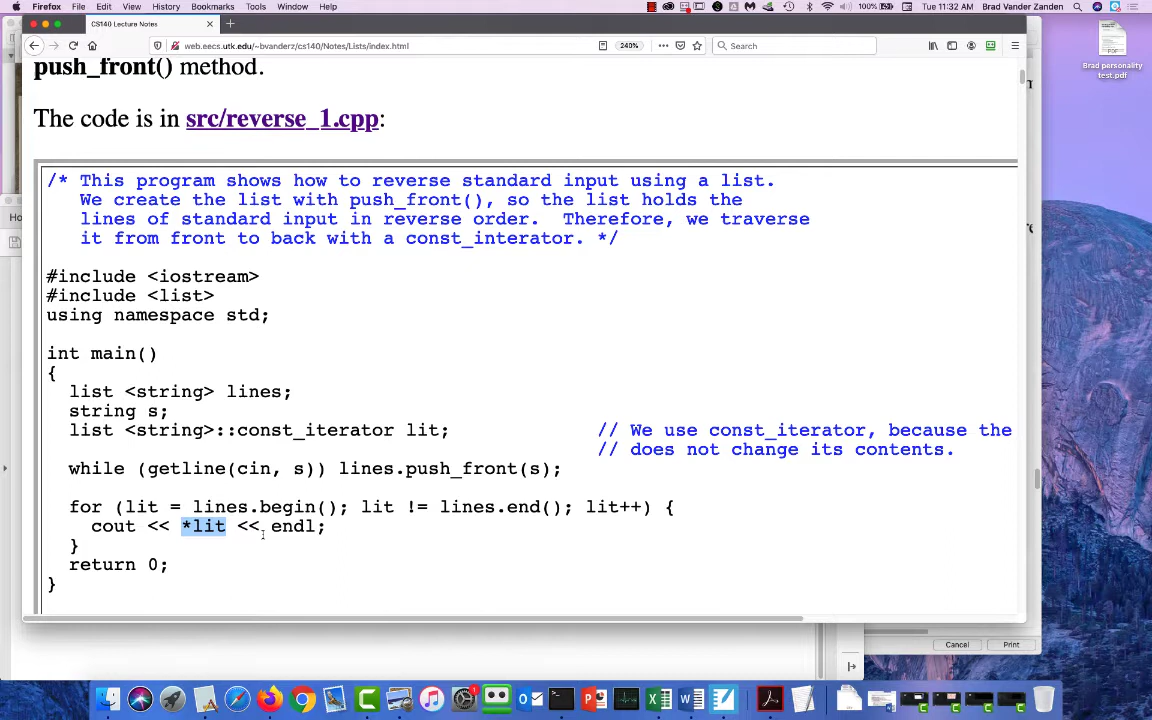 Firefox File Edit View History Bookmarks Tools Window Help 100% Tue 11:32 AM Brad Vander Zanden
CS140 Lecture Notes
web.eecs.utk.edu/~bvanderz/cs140/Notes/Lists/index.html 240% Search
Brad personality
test.pdf
push_front() method.
The code is in src/reverse_1.cpp:
/* This program shows how to reverse standard input using a list.
We create the list with push_front(), so the list holds the
lines of standard input in reverse order. Therefore, we traverse
it from front to back with a const_interator. */
Ho
#include <iostream>
#include <list>
using namespace std;
int main()
{
list <string> lines;
string s;
list <string>::const_iterator lit; // We use const_iterator, because the
// does not change its contents.
while (getline(cin, s)) lines.push_front(s);
for (lit = lines.begin(); lit != lines.end(); lit++) {
cout << *lit << endl;
}
return 0;
}
Cancel Print